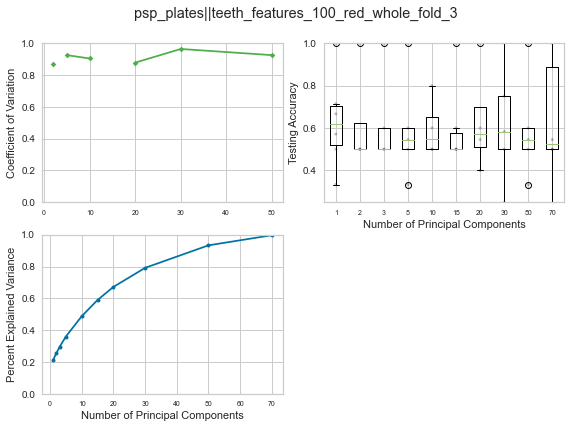 psp_plates||teeth_features_100_red_whole_fold_3
Coefficient of Variation
1.0
0.8
0.6
0.4
0.2
0.0
0 10 20 30 40 50
Testing Accuracy
1.0
0.8
0.6
0.4
1 2 3 5 10 15 20 30 50 70
Number of Principal Components
Percent Explained Variance
1.0
0.8
0.6
0.4
0.2
0.0
0 10 20 30 40 50 60 70
Number of Principal Components